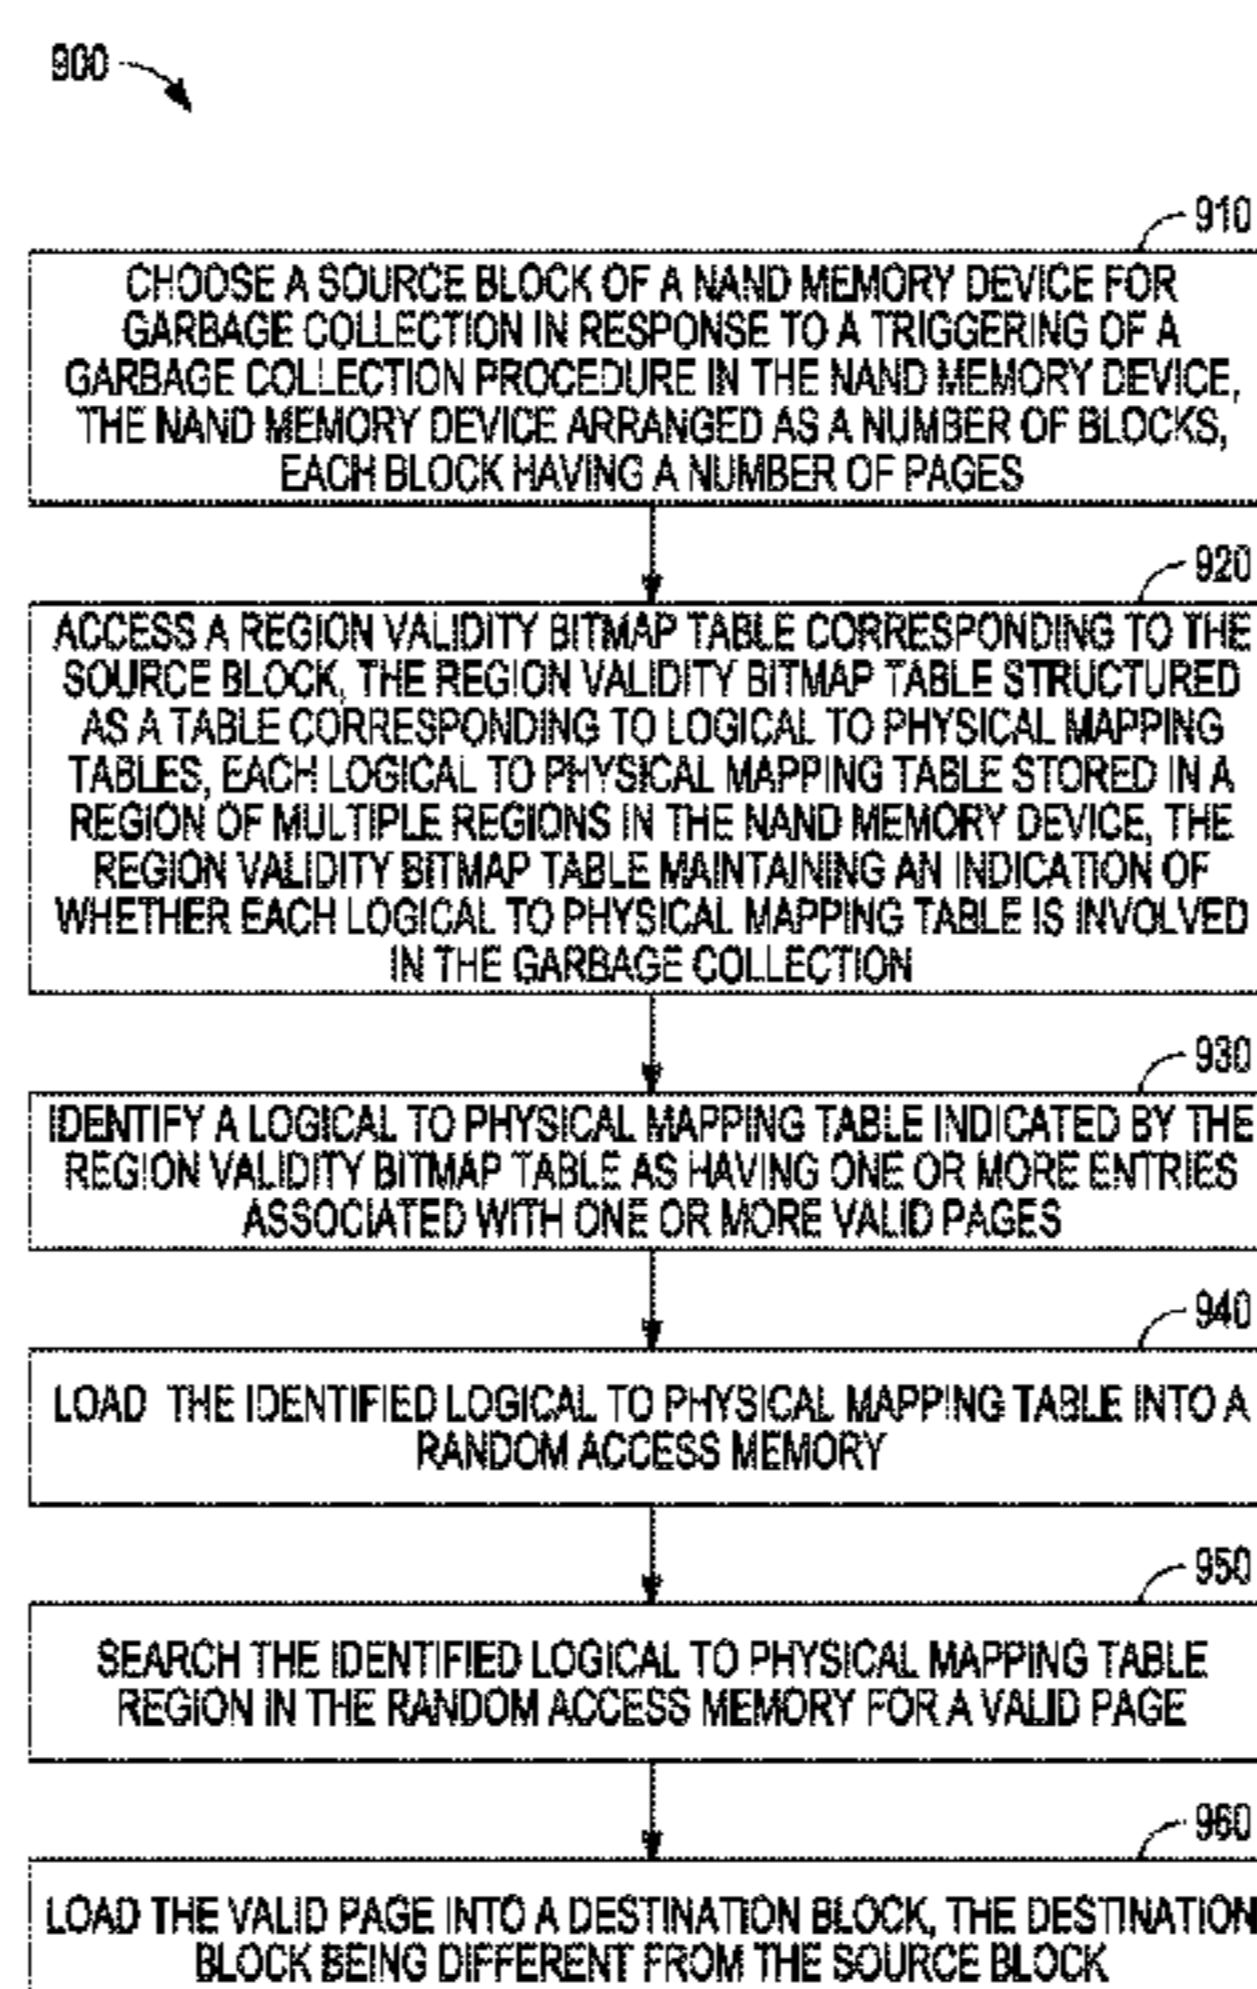 900
910
CHOOSE A SOURCE BLOCK OF A NAND MEMORY DEVICE FOR
GARBAGE COLLECTION IN RESPONSE TO A TRIGGERING OF A
GARBAGE COLLECTION PROCEDURE IN THE NAND MEMORY DEVICE,
THE NAND MEMORY DEVICE ARRANGED AS A NUMBER OF BLOCKS,
EACH BLOCK HAVING A NUMBER OF PAGES
920
ACCESS A REGION VALIDITY BITMAP TABLE CORRESPONDING TO THE
SOURCE BLOCK, THE REGION VALIDITY BITMAP TABLE STRUCTURED
AS A TABLE CORRESPONDING TO LOGICAL TO PHYSICAL MAPPING
TABLES, EACH LOGICAL TO PHYSICAL MAPPING TABLE STORED IN A
REGION OF MULTIPLE REGIONS IN THE NAND MEMORY DEVICE, THE
REGION VALIDITY BITMAP TABLE MAINTAINING AN INDICATION OF
WHETHER EACH LOGICAL TO PHYSICAL MAPPING TABLE IS INVOLVED
IN THE GARBAGE COLLECTION
930
IDENTIFY A LOGICAL TO PHYSICAL MAPPING TABLE INDICATED BY THE
REGION VALIDITY BITMAP TABLE AS HAVING ONE OR MORE ENTRIES
ASSOCIATED WITH ONE OR MORE VALID PAGES
940
LOAD THE IDENTIFIED LOGICAL TO PHYSICAL MAPPING TABLE INTO A
RANDOM ACCESS MEMORY
950
SEARCH THE IDENTIFIED LOGICAL TO PHYSICAL MAPPING TABLE
REGION IN THE RANDOM ACCESS MEMORY FOR A VALID PAGE
960
LOAD THE VALID PAGE INTO A DESTINATION BLOCK, THE DESTINATION
BLOCK BEING DIFFERENT FROM THE SOURCE BLOCK